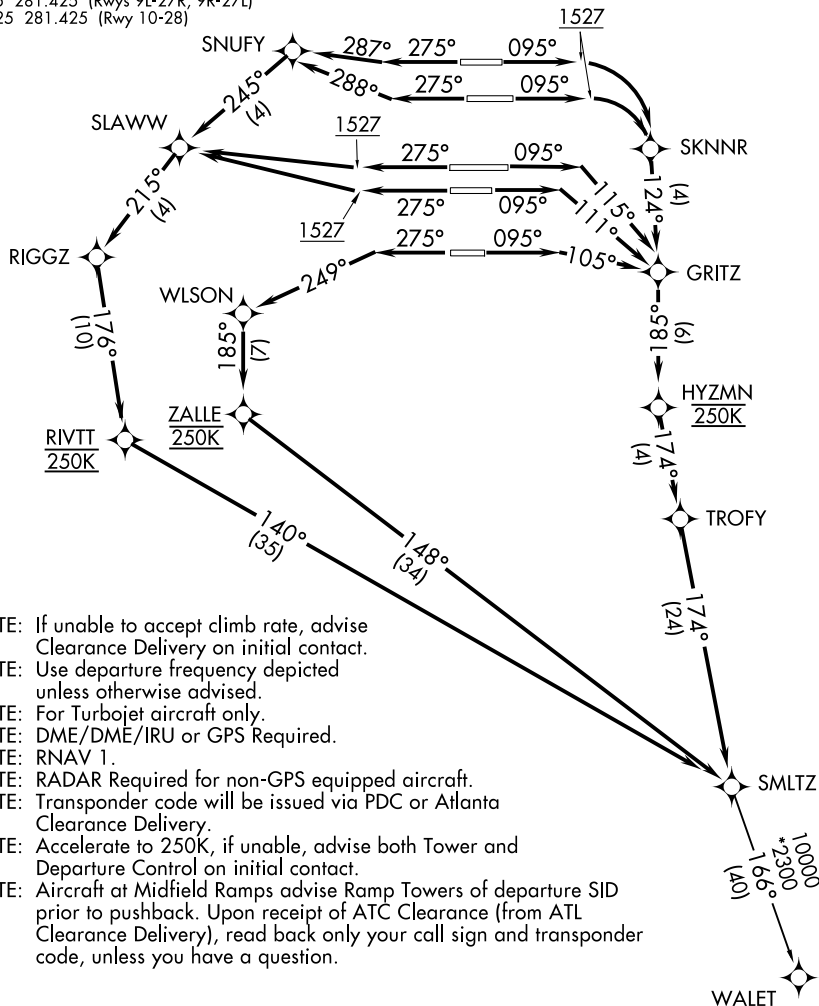 281.425 (Rwys 9L-27R, 9R-27L)
25 281.425 (Rwy 10-28)
1527
SNUFY
287° 275° 095°
288° 275° 095°
245°
(4)
SLAWW
1527
275° 095°
SKNNR
124°
(4)
215°
(4)
115°
111°
275° 095°
1527
275° 095°
105°
RIGGZ
GRITZ
249°
WLSON
176°
(10)
185°
(7)
185°
(6)
HYZMN
250K
ZALLE
250K
RIVTT
250K
174°
(4)
TROFY
140°
(35)
148°
(34)
174°
(24)
TE: If unable to accept climb rate, advise
Clearance Delivery on initial contact.
TE: Use departure frequency depicted
unless otherwise advised.
TE: For Turbojet aircraft only.
TE: DME/DME/IRU or GPS Required.
TE: RNAV 1.
TE: RADAR Required for non-GPS equipped aircraft.
TE: Transponder code will be issued via PDC or Atlanta
Clearance Delivery.
TE: Accelerate to 250K, if unable, advise both Tower and
Departure Control on initial contact.
TE: Aircraft at Midfield Ramps advise Ramp Towers of departure SID
prior to pushback. Upon receipt of ATC Clearance (from ATL
Clearance Delivery), read back only your call sign and transponder
code, unless you have a question.
SMLTZ
10000
*2300
166°
(40)
WALET